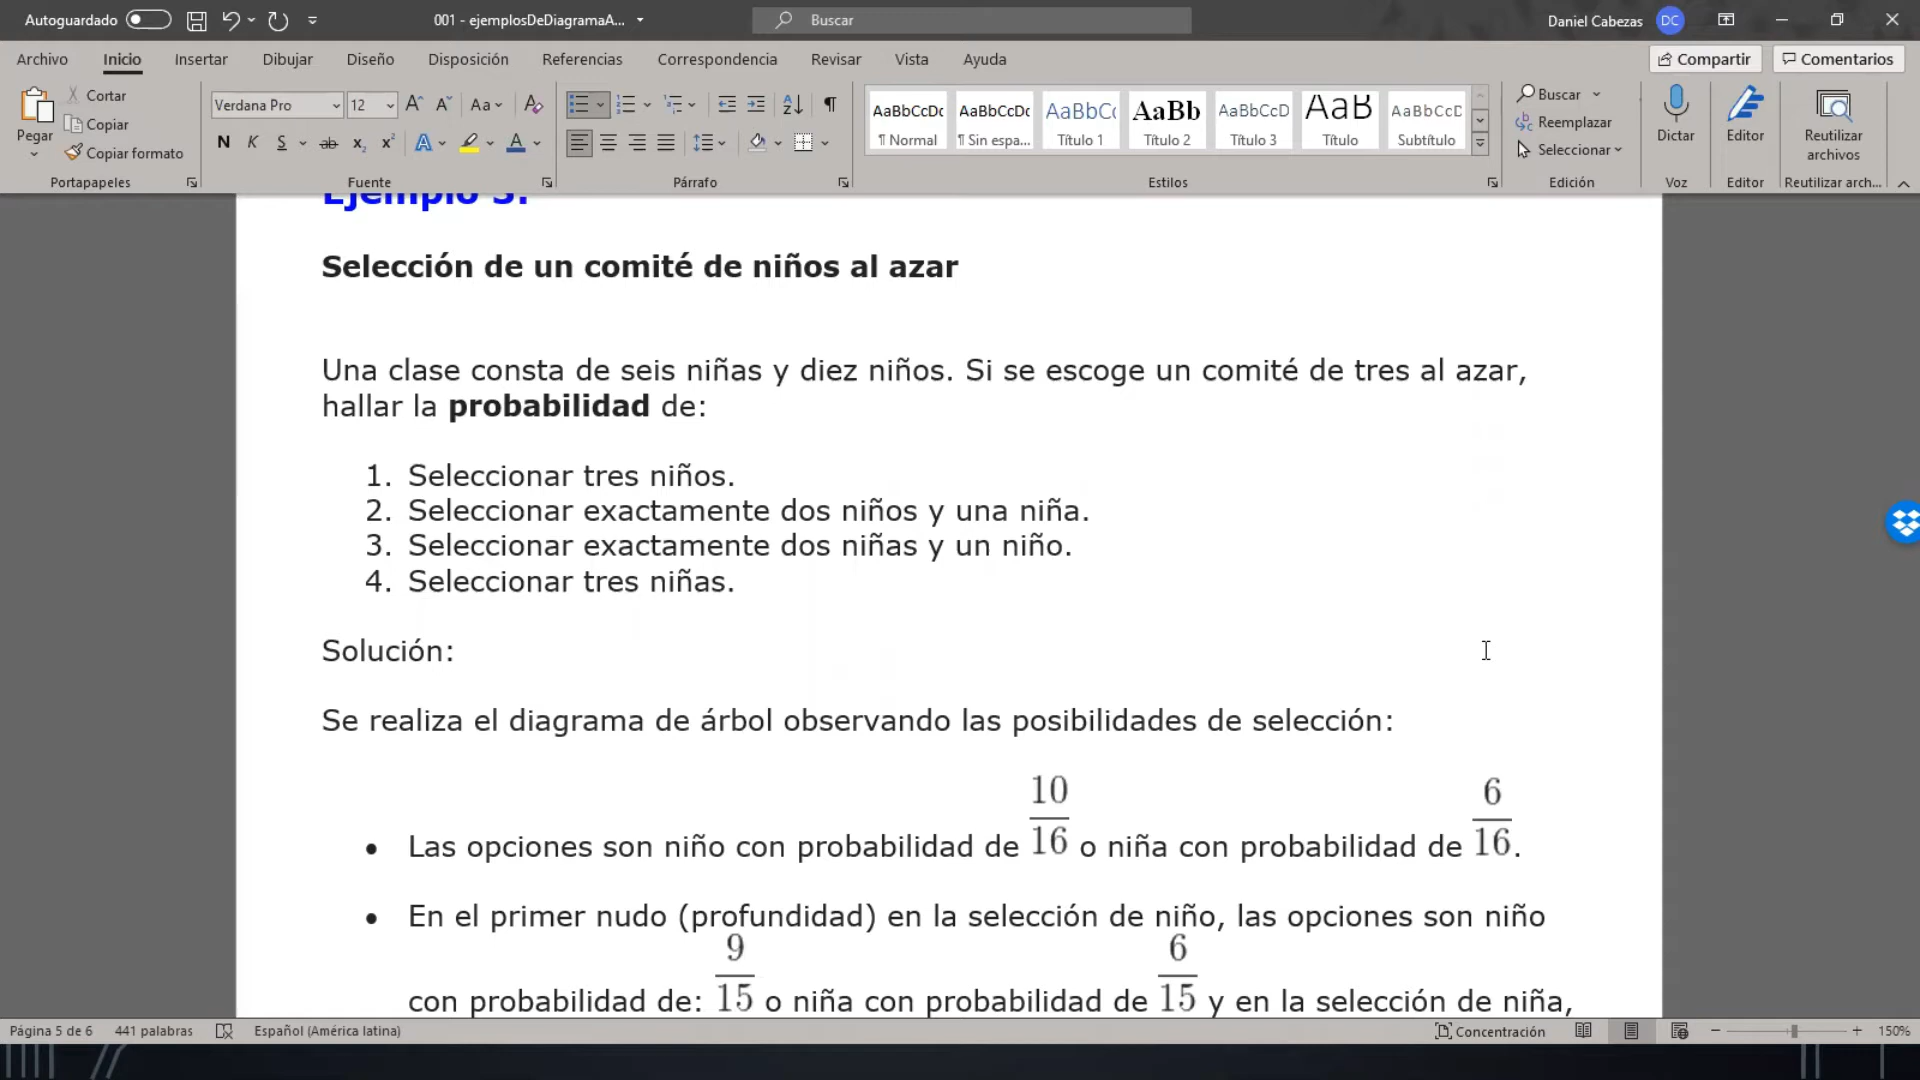 Autoguardado
001 - ejemplosDeDiagramaA...
Buscar
Daniel Cabezas
DC
Archivo
Inicio
Insertar
Dibujar
Diseño
Disposición
Referencias
Correspondencia
Revisar
Vista
Ayuda
Compartir
Comentarios
Pegar
Cortar
Copiar
Copiar formato
Portapapeles
Verdana Pro
12
A A Aa A
N K S ab x₂ x² A A
Fuente
Párrafo
AaBbCcDc
¶ Normal
AaBbCcDc
¶ Sin espa...
AaBbCc
Título 1
AaBb
Título 2
AaBbCcD
Título 3
AaB
Título
AaBbCcD
Subtítulo
Estilos
Buscar
Reemplazar
Seleccionar
Edición
Dictar
Voz
Editor
Editor
Reutilizar
archivos
Reutilizar arch...
Ejemplo
Selección de un comité de niños al azar
Una clase consta de seis niñas y diez niños. Si se escoge un comité de tres al azar,
hallar la probabilidad de:
1. Seleccionar tres niños.
2. Seleccionar exactamente dos niños y una niña.
3. Seleccionar exactamente dos niñas y un niño.
4. Seleccionar tres niñas.
Solución:
Se realiza el diagrama de árbol observando las posibilidades de selección:
• Las opciones son niño con probabilidad de 10/16 o niña con probabilidad de 6/16.
• En el primer nudo (profundidad) en la selección de niño, las opciones son niño
con probabilidad de: 9/15 o niña con probabilidad de 6/15 y en la selección de niña,
Página 5 de 6
441 palabras
Español (América latina)
Concentración
150%